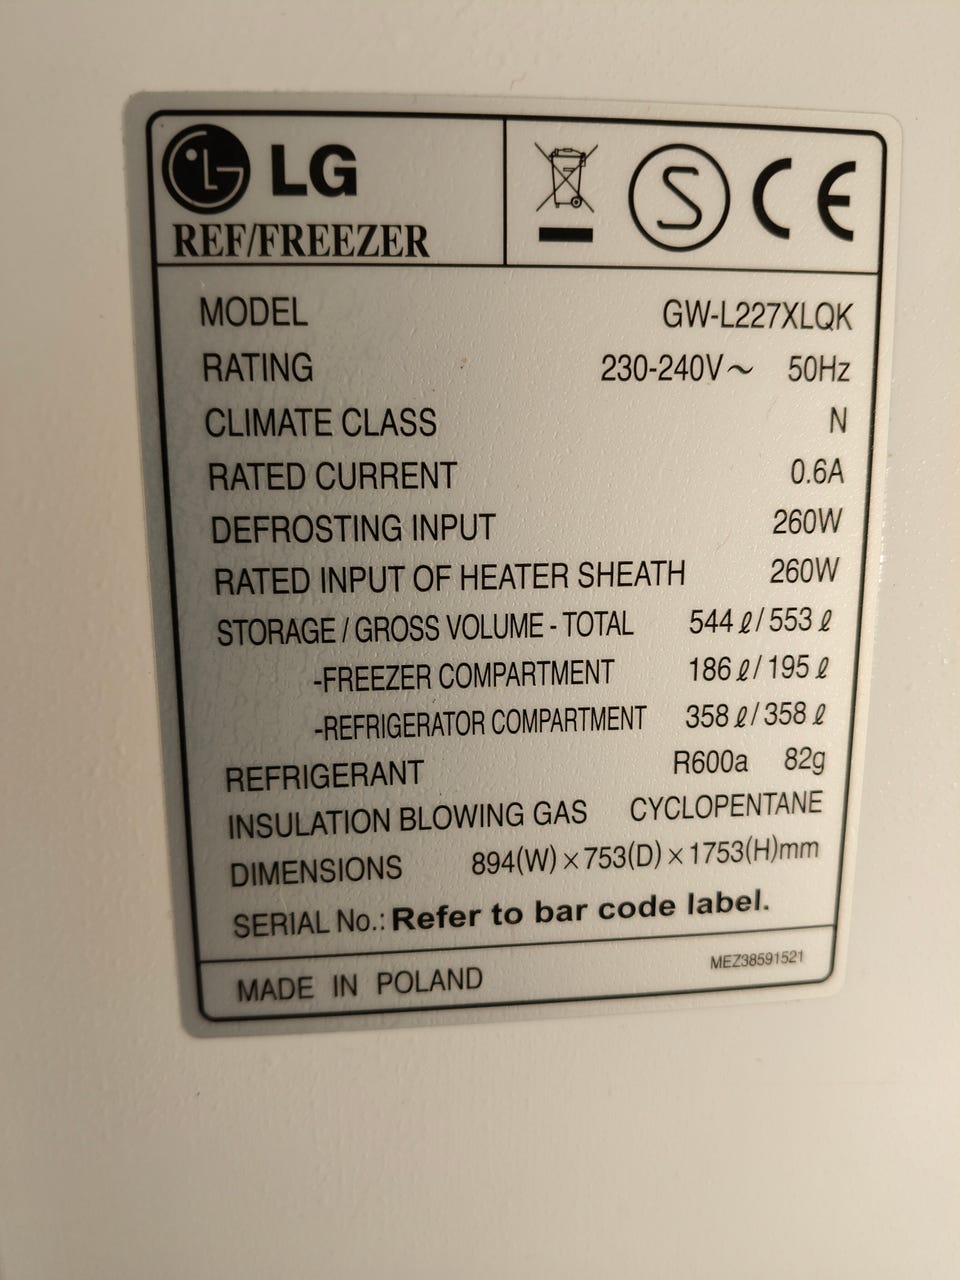 LG
REF/FREEZER
S CE
MODEL GW-L227XLQK
RATING 230-240V~ 50Hz
CLIMATE CLASS N
RATED CURRENT 0.6A
DEFROSTING INPUT 260W
RATED INPUT OF HEATER SHEATH 260W
STORAGE / GROSS VOLUME - TOTAL 544ℓ/553ℓ
-FREEZER COMPARTMENT 186ℓ/195ℓ
-REFRIGERATOR COMPARTMENT 358ℓ/358ℓ
REFRIGERANT R600a 82g
INSULATION BLOWING GAS CYCLOPENTANE
DIMENSIONS 894(W)×753(D)×1753(H)mm
SERIAL No.: Refer to bar code label.
MADE IN POLAND MEZ38591521